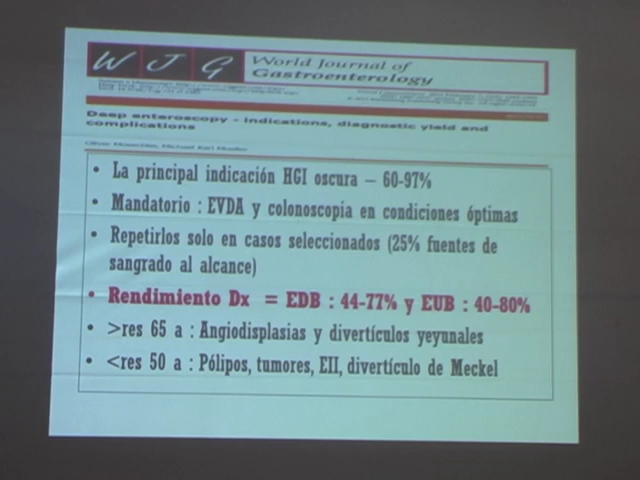 WJG
World Journal of
Gastroenterology
Deep enteroscopy - indications, diagnostic yield and
complications
• La principal indicación HGI oscura – 60-97%
• Mandatorio : EVDA y colonoscopia en condiciones óptimas
• Repetirlos solo en casos seleccionados (25% fuentes de
sangrado al alcance)
• Rendimiento Dx = EDB : 44-77% y EUB : 40-80%
• >res 65 a : Angiodisplasias y divertículos yeyunales
• <res 50 a : Pólipos, tumores, EII, divertículo de Meckel